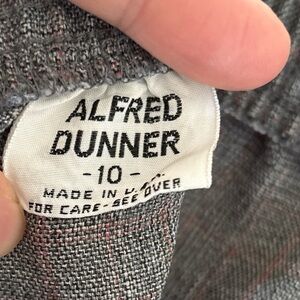 ALFRED
DUNNER
-10-
MADE IN
FOR CARE-SEE OVER